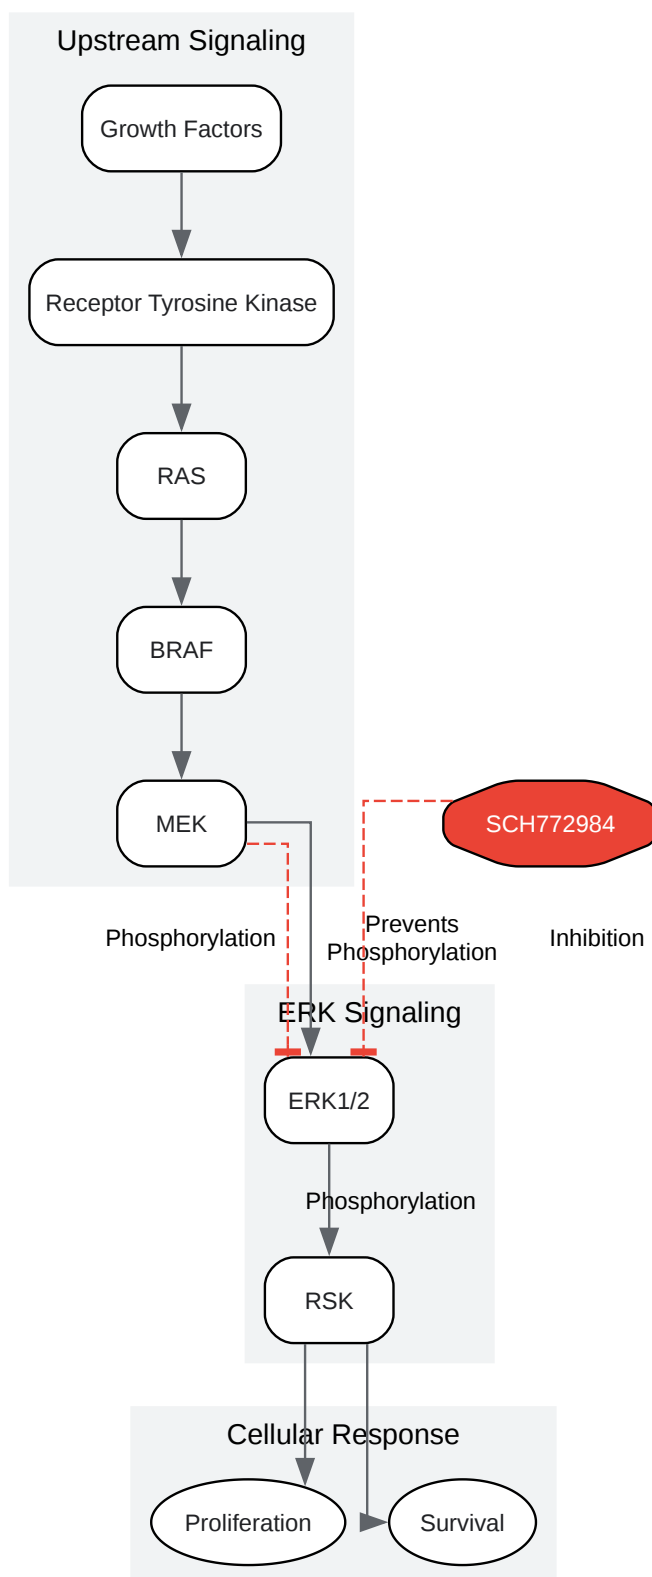 Upstream Signaling
Growth Factors
Receptor Tyrosine Kinase
RAS
BRAF
MEK
SCH772984
Phosphorylation
Prevents
Phosphorylation
Inhibition
ERK Signaling
ERK1/2
Phosphorylation
RSK
Cellular Response
Proliferation
Survival